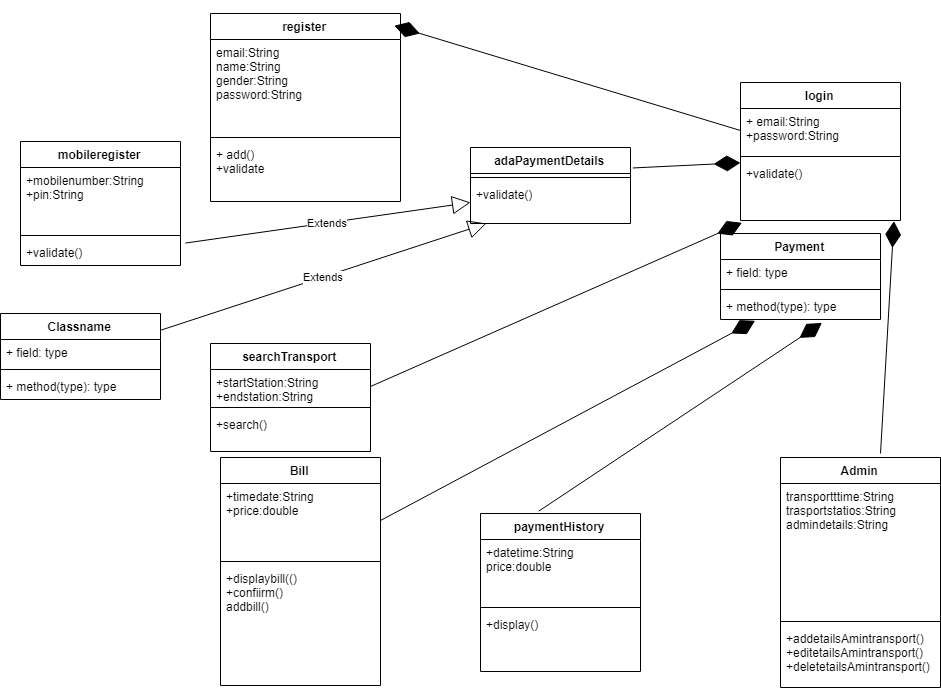 register
email:String
name:String
gender:String
password:String
+ add()
+validate
login
+ email:String
+password:String
+validate()
mobileregister
+mobilenumber:String
+pin:String
+validate()
adaPaymentDetails
+validate()
Extends
Extends
Payment
+ field: type
+ method(type): type
Classname
+ field: type
+ method(type): type
searchTransport
+startStation:String
+endstation:String
+search()
Bill
+timedate:String
+price:double
+displaybill(()
+confiirm()
addbill()
paymentHistory
+datetime:String
price:double
+display()
Admin
transportttime:String
trasportstatios:String
admindetails:String
+addetailsAmintransport()
+editetailsAmintransport()
+deletetailsAmintransport()